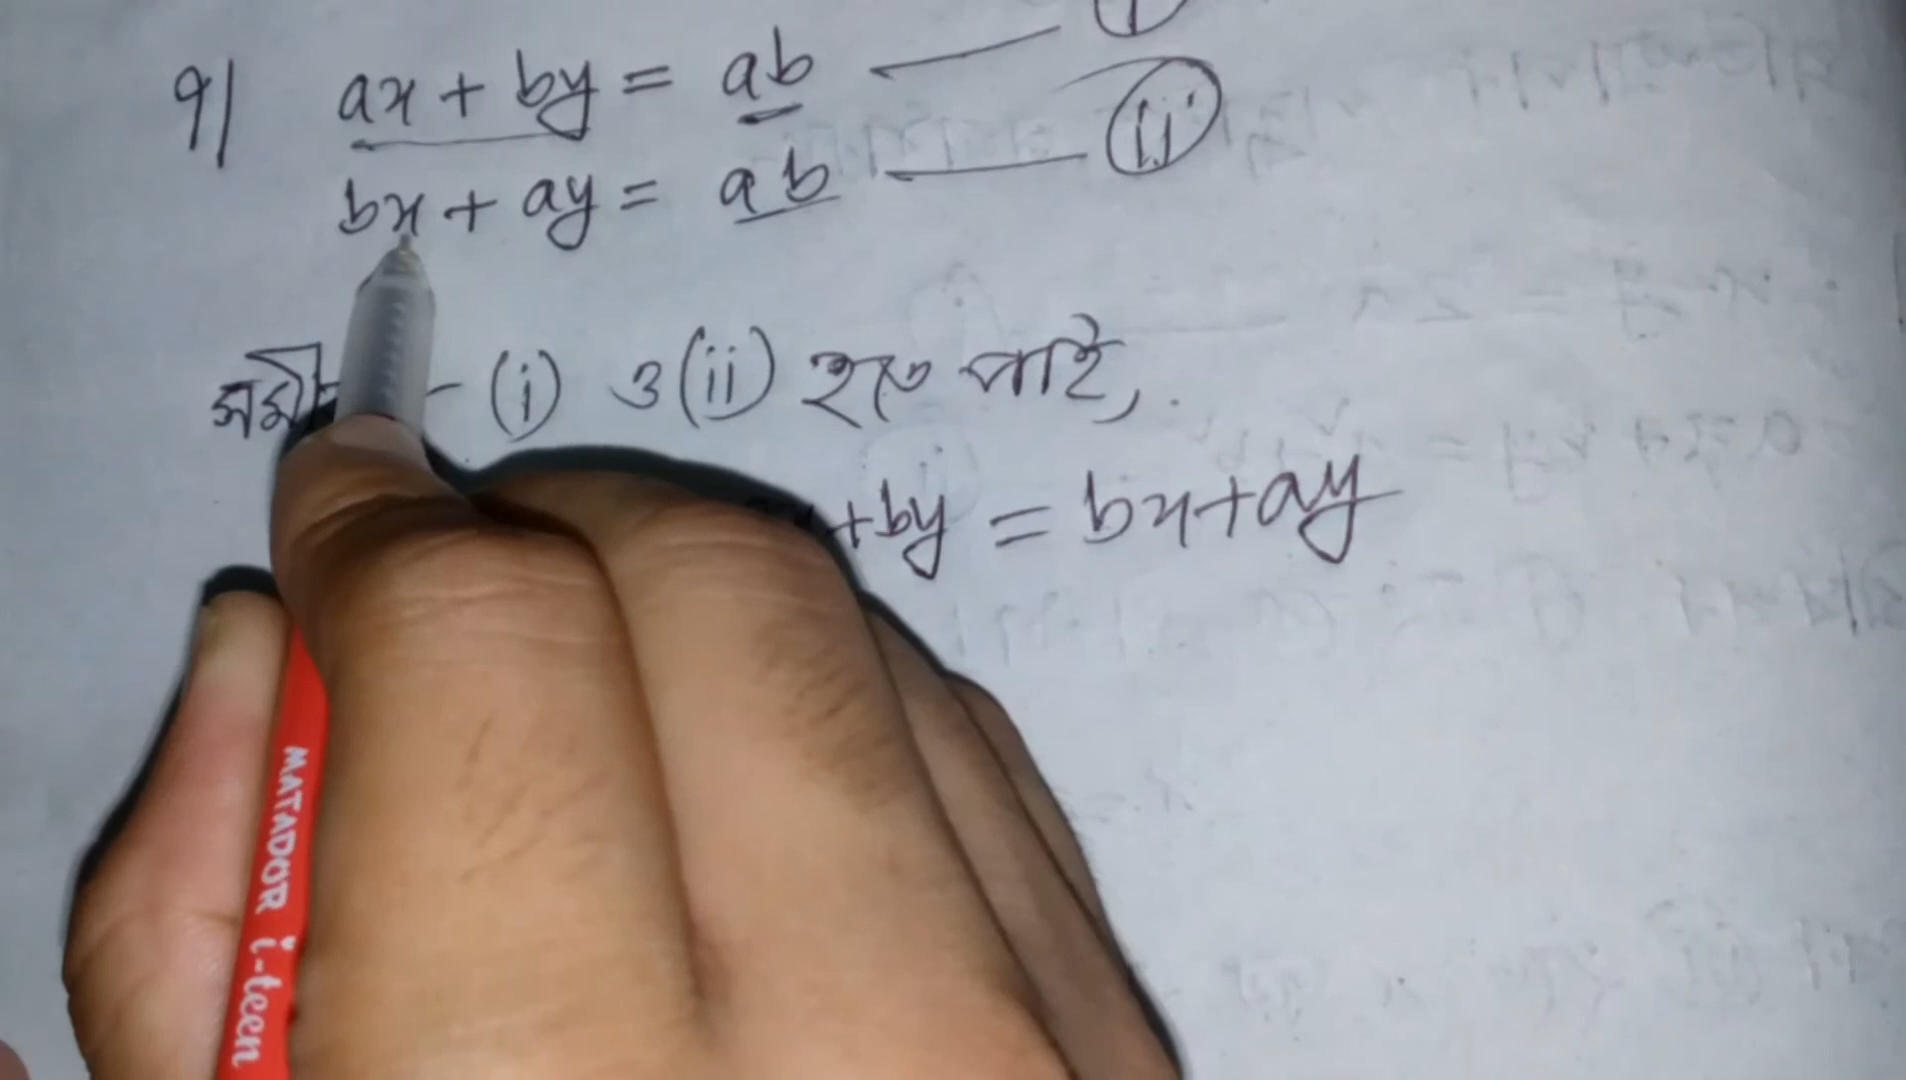 ৭| ax + by = ab —— (i)
bx + ay = ab —— (ii)
(i) ও (ii) হতে পাই,
+by = bx+ay
MATADOR i-teen